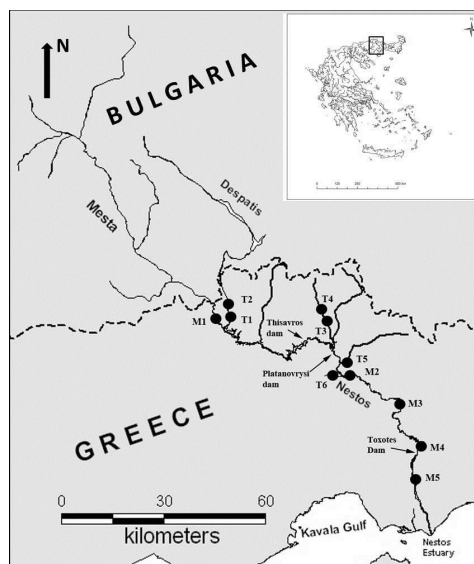 N
BULGARIA
Despatis
Mesta
T2
T4
M1
T1
Thisavros
dam
T3
Platanovrysi
dam
T5
T6
M2
Nestos
M3
GREECE
M4
Toxotes
Dam
M5
0 30 60
kilometers
Kavala Gulf
Nestos
Estuary